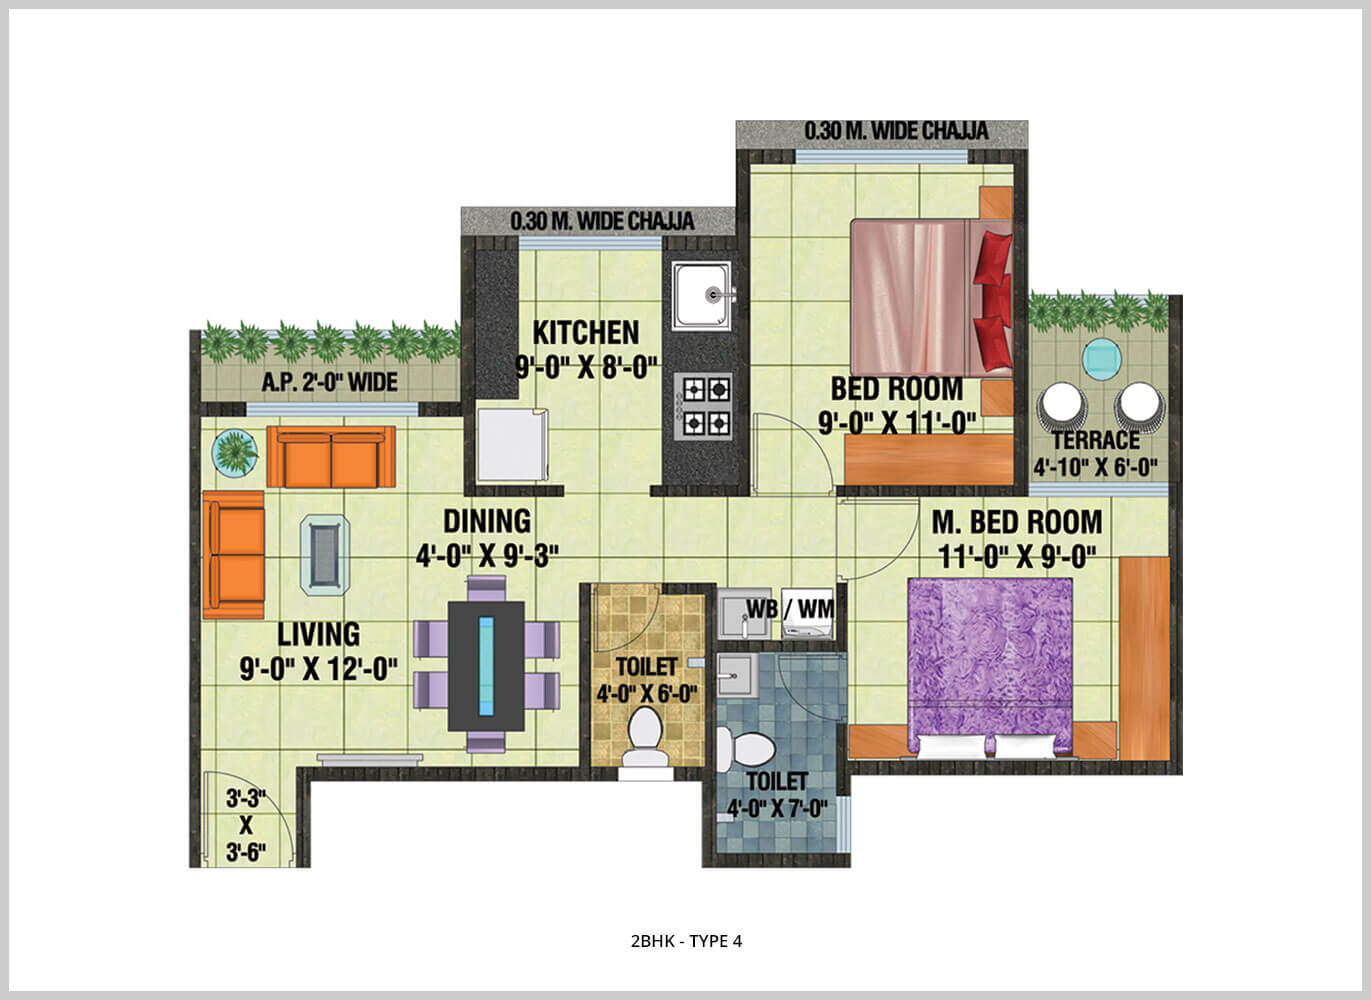 0.30 M. WIDE CHAJJA
0.30 M. WIDE CHAJJA
KITCHEN
9'-0" X 8'-0"
A.P. 2'-0" WIDE
BED ROOM
9'-0" X 11'-0"
TERRACE
4'-10" X 6'-0"
DINING
4'-0" X 9'-3"
M. BED ROOM
11'-0" X 9'-0"
WB / WM
LIVING
9'-0" X 12'-0"
TOILET
4'-0" X 6'-0"
TOILET
4'-0" X 7'-0"
3'-3"
X
3'-6"
2BHK - TYPE 4